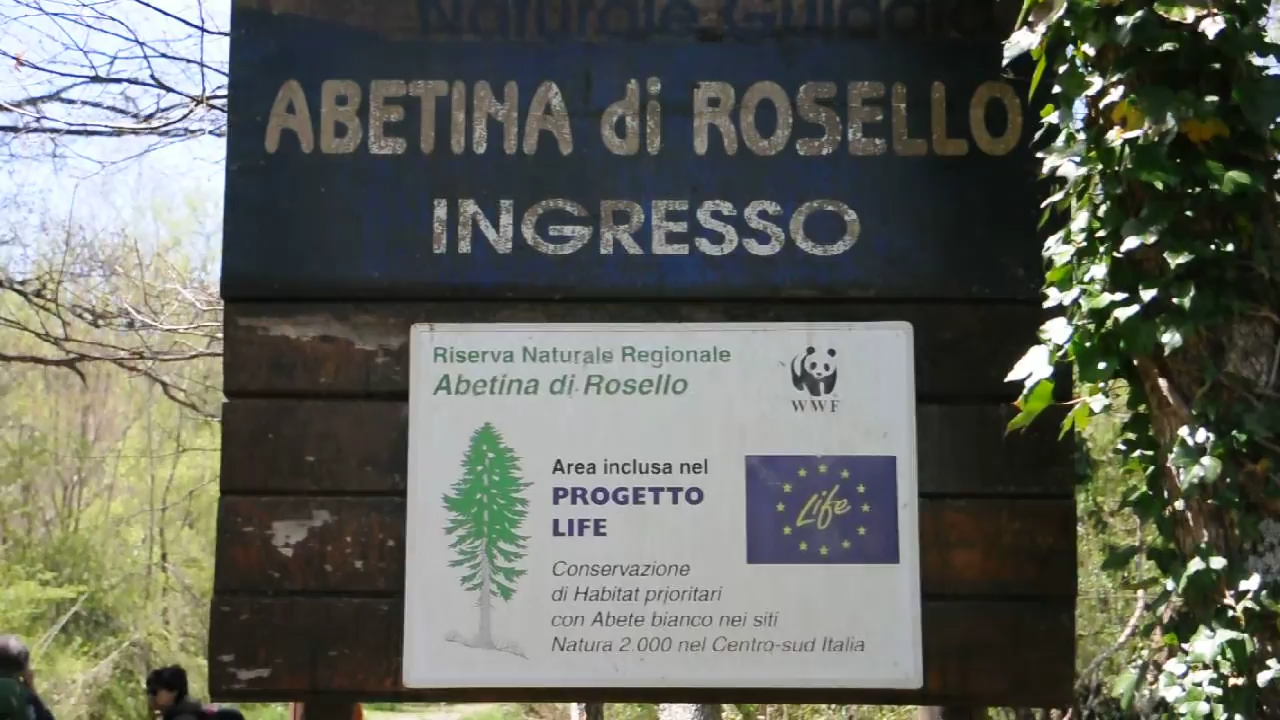 Naturale Guidata
ABETINA di ROSELLO
INGRESSO
Riserva Naturale Regionale
Abetina di Rosello
WWF
Area inclusa nel
PROGETTO
LIFE
Life
Conservazione
di Habitat prioritari
con Abete bianco nei siti
Natura 2.000 nel Centro-sud Italia